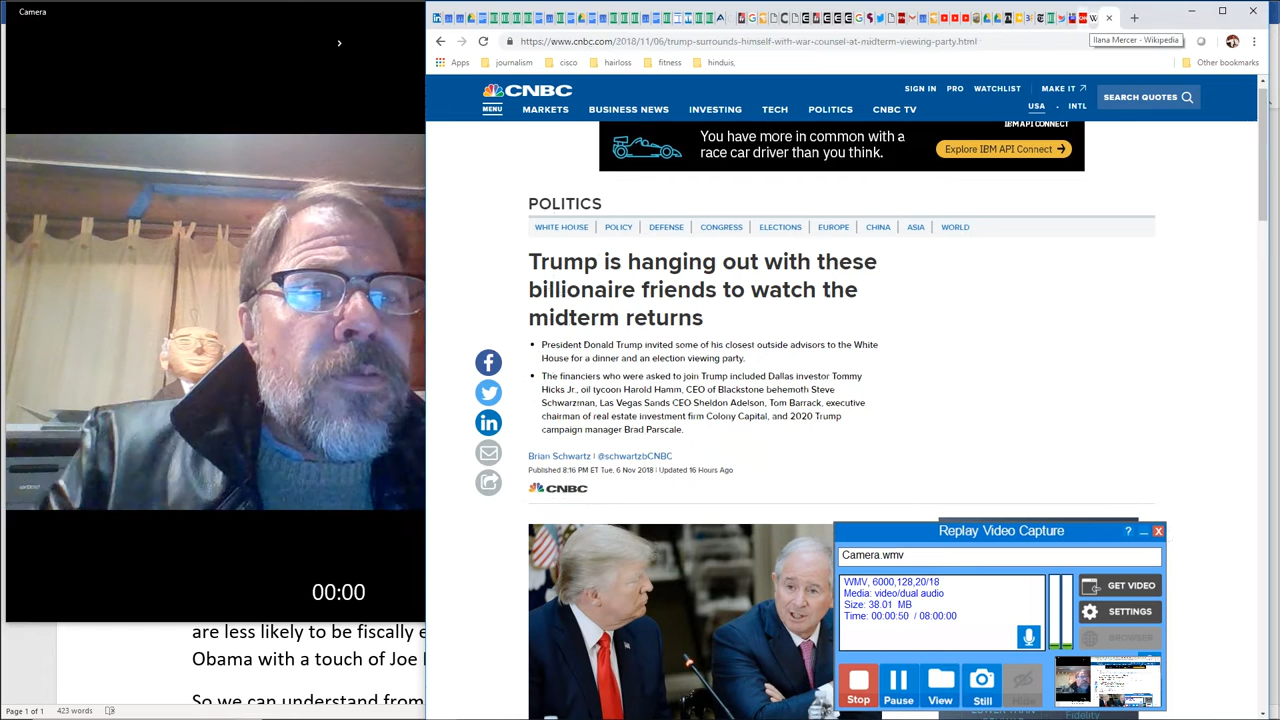 Camera
Ilana Mercer - Wikipedia
https://www.cnbc.com/2018/11/06/trump-surrounds-himself-with-war-counsel-at-midterm-viewing-party.html
Apps journalism cisco hairloss fitness hinduis, Other bookmarks
CNBC
SIGN IN PRO WATCHLIST MAKE IT
SEARCH QUOTES
MENU MARKETS BUSINESS NEWS INVESTING TECH POLITICS CNBC TV
USA · INTL
IBM API CONNECT
You have more in common with a
race car driver than you think.
Explore IBM API Connect →
POLITICS
WHITE HOUSE POLICY DEFENSE CONGRESS ELECTIONS EUROPE CHINA ASIA WORLD
Trump is hanging out with these
billionaire friends to watch the
midterm returns
• President Donald Trump invited some of his closest outside advisors to the White
House for a dinner and an election viewing party.
• The financiers who were asked to join Trump included Dallas investor Tommy
Hicks Jr., oil tycoon Harold Hamm, CEO of Blackstone behemoth Steve
Schwarzman, Las Vegas Sands CEO Sheldon Adelson, Tom Barrack, executive
chairman of real estate investment firm Colony Capital, and 2020 Trump
campaign manager Brad Parscale.
Brian Schwartz | @schwartzbCNBC
Published 8:16 PM ET Tue, 6 Nov 2018 | Updated 16 Hours Ago
CNBC
Replay Video Capture
Camera.wmv
WMV, 6000,128,20/18
Media: video/dual audio
Size: 38.01 MB
Time: 00:00:50 / 08:00:00
GET VIDEO
SETTINGS
BROWSER
Stop Pause View Still Hide
Fidelity
00:00
are less likely to be fiscally e
Obama with a touch of Joe
So we can understand from
Page 1 of 1 423 words